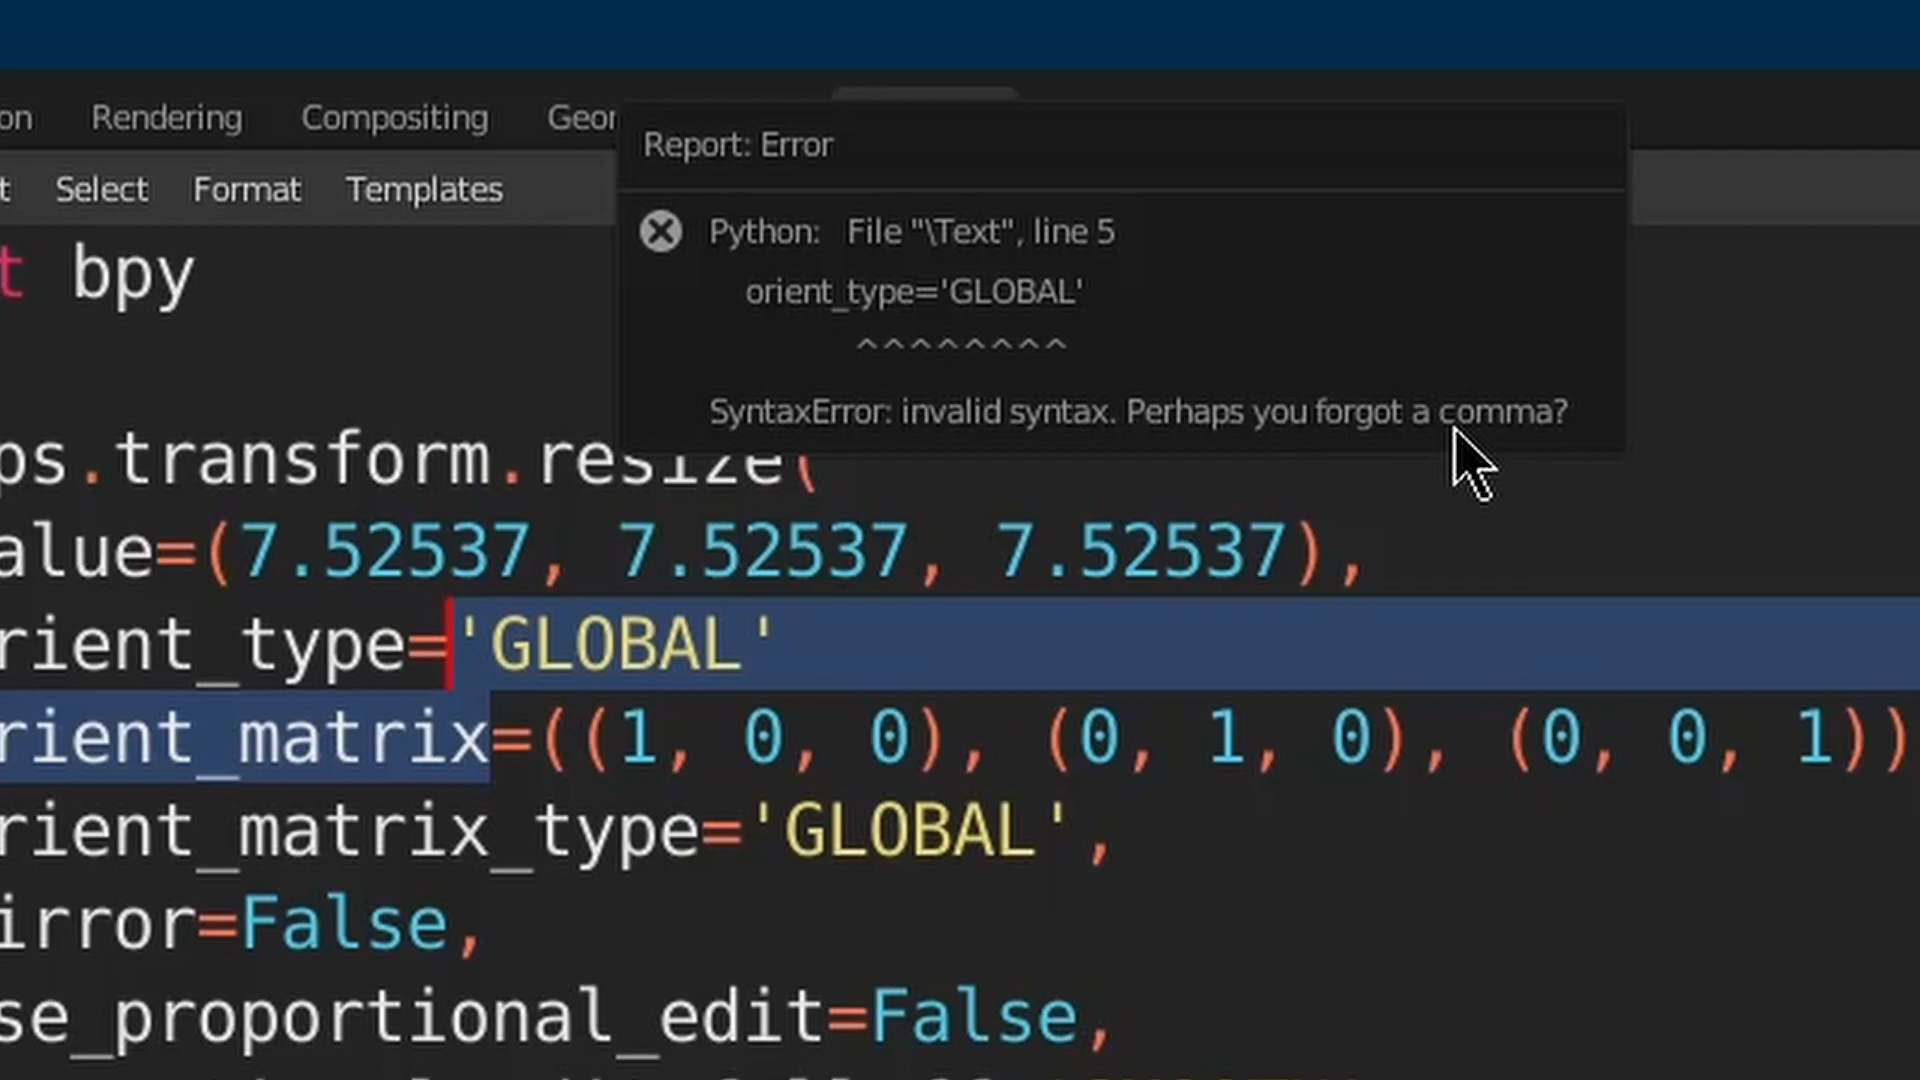 on Rendering Compositing Geor
Report: Error
t Select Format Templates
Python: File "\Text", line 5
orient_type='GLOBAL'
^^^^^^^^
SyntaxError: invalid syntax. Perhaps you forgot a comma?
t bpy
ps.transform.resize(
alue=(7.52537, 7.52537, 7.52537),
rient_type='GLOBAL'
rient_matrix=((1, 0, 0), (0, 1, 0), (0, 0, 1))
rient_matrix_type='GLOBAL',
irror=False,
se_proportional_edit=False,